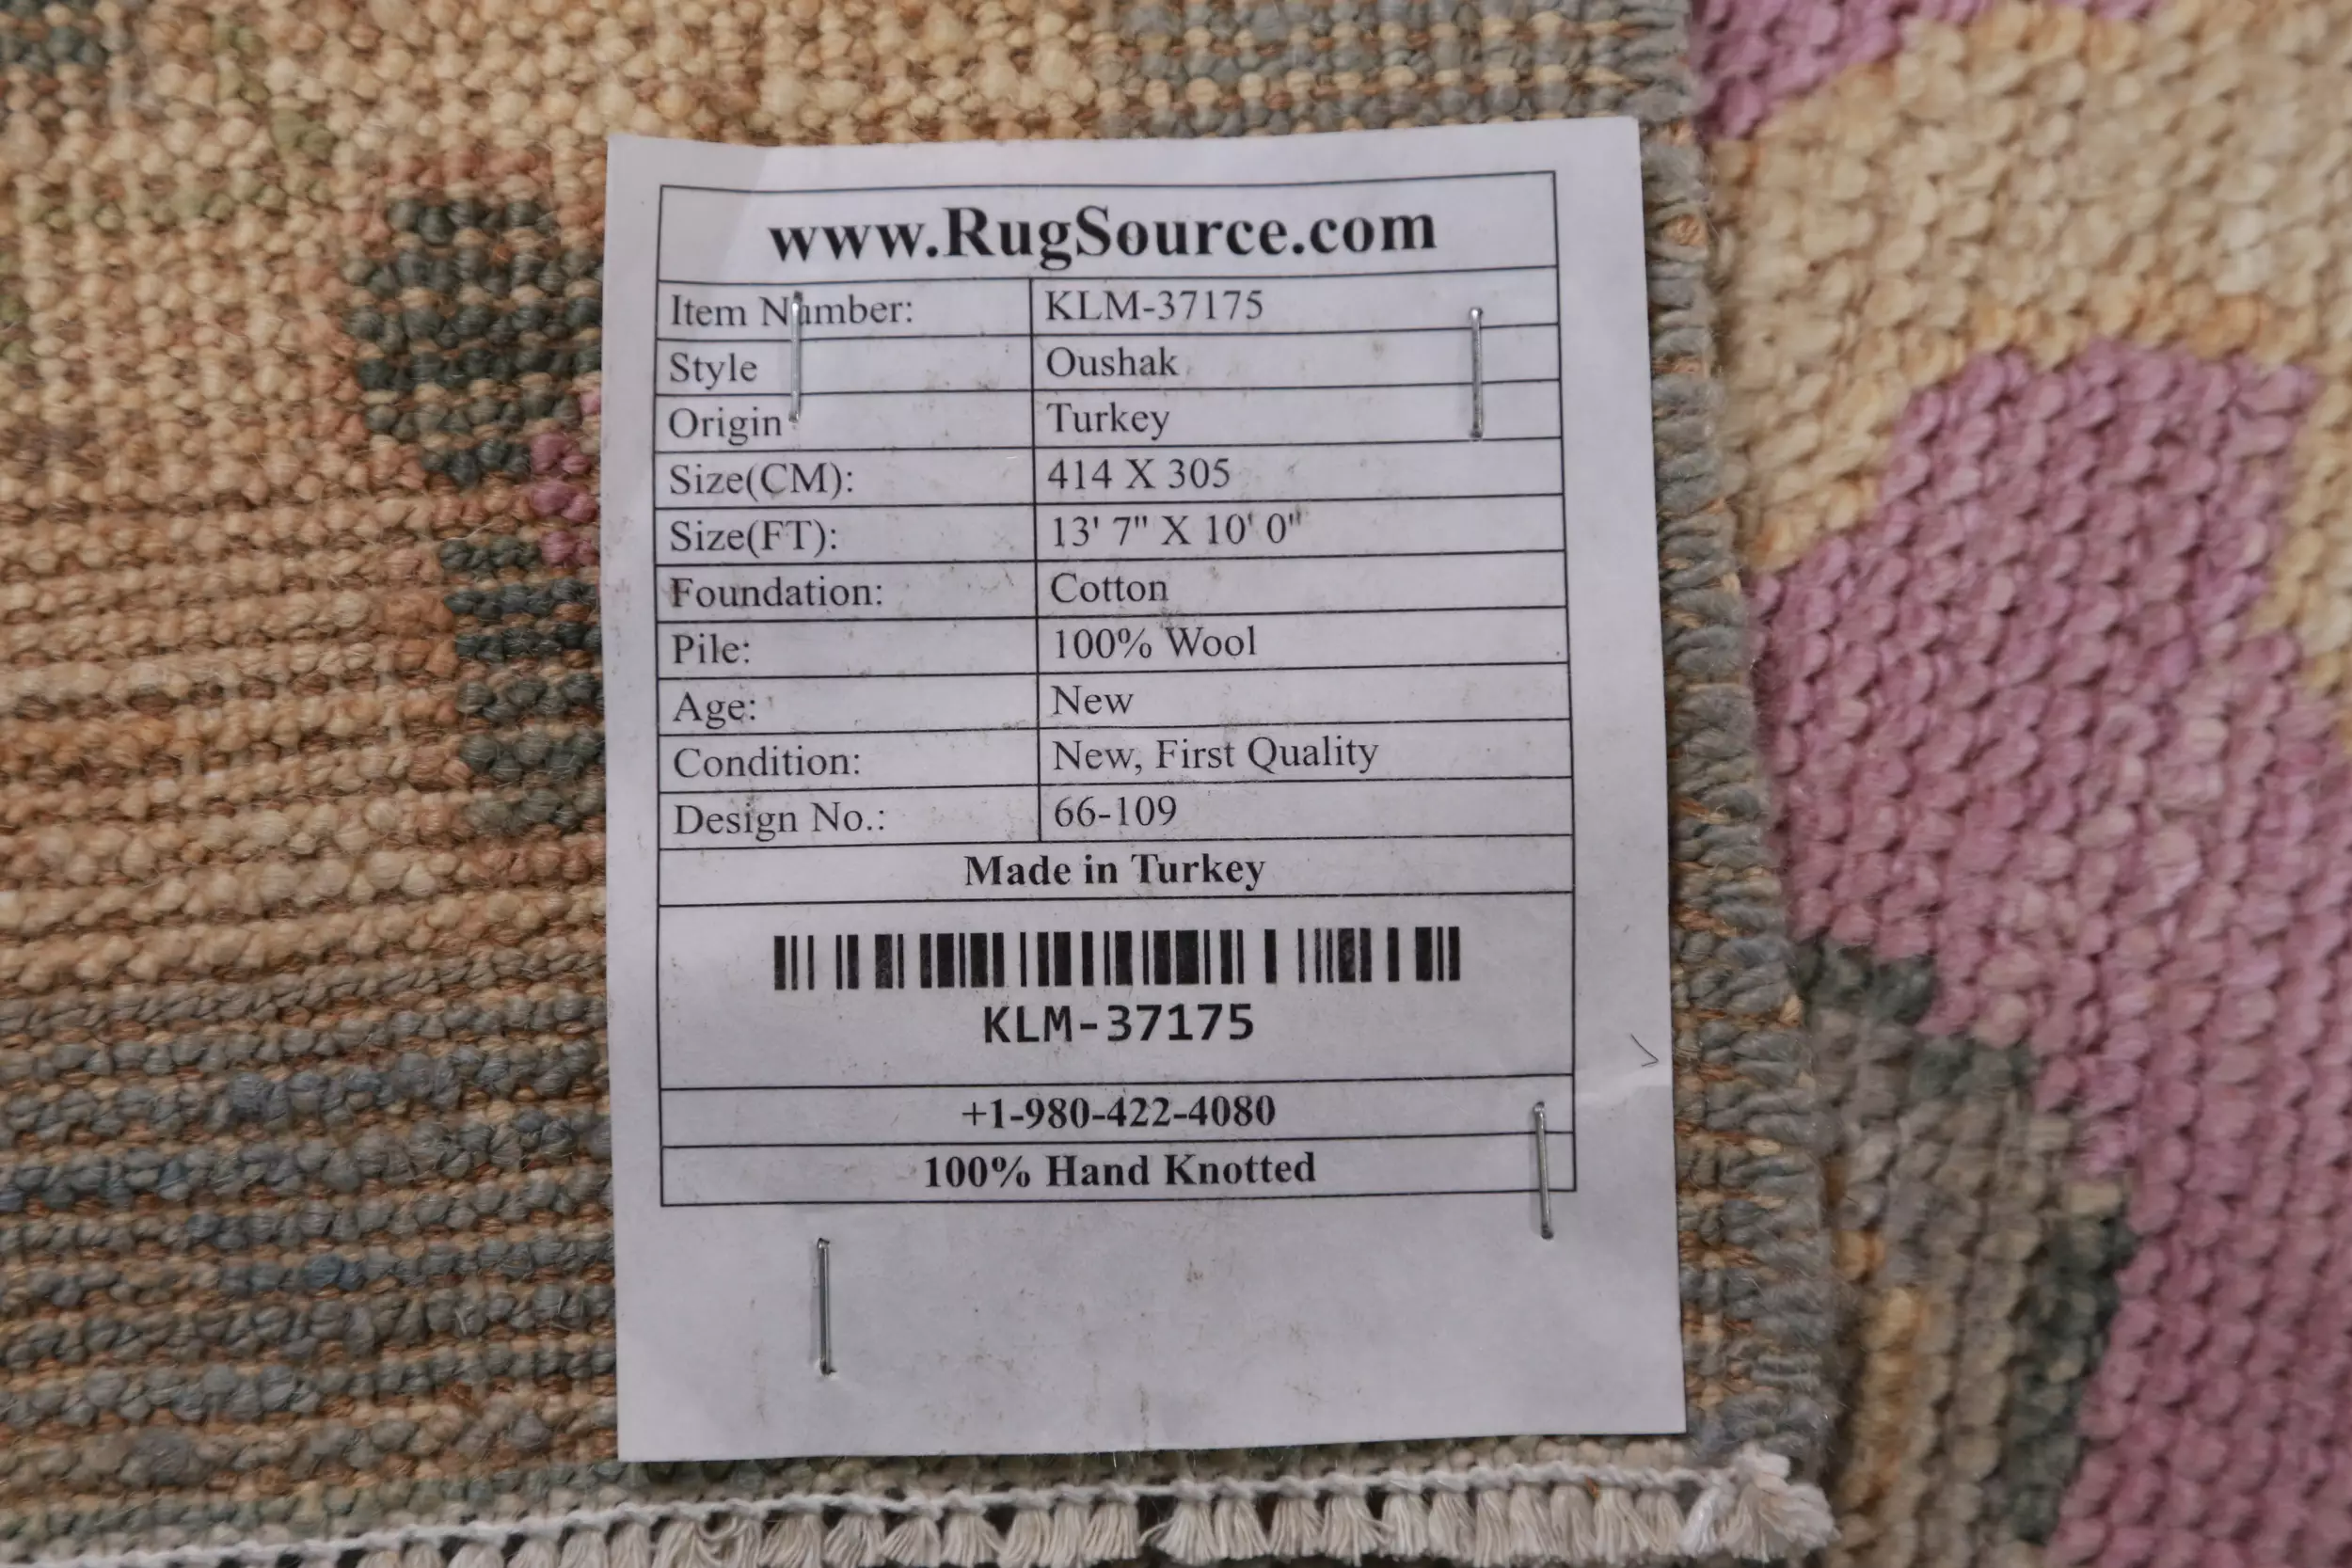 www.RugSource.com
Item Number: KLM-37175
Style Oushak
Origin Turkey
Size(CM): 414 X 305
Size(FT): 13' 7" X 10' 0"
Foundation: Cotton
Pile: 100% Wool
Age: New
Condition: New, First Quality
Design No.: 66-109
Made in Turkey
KLM-37175
+1-980-422-4080
100% Hand Knotted